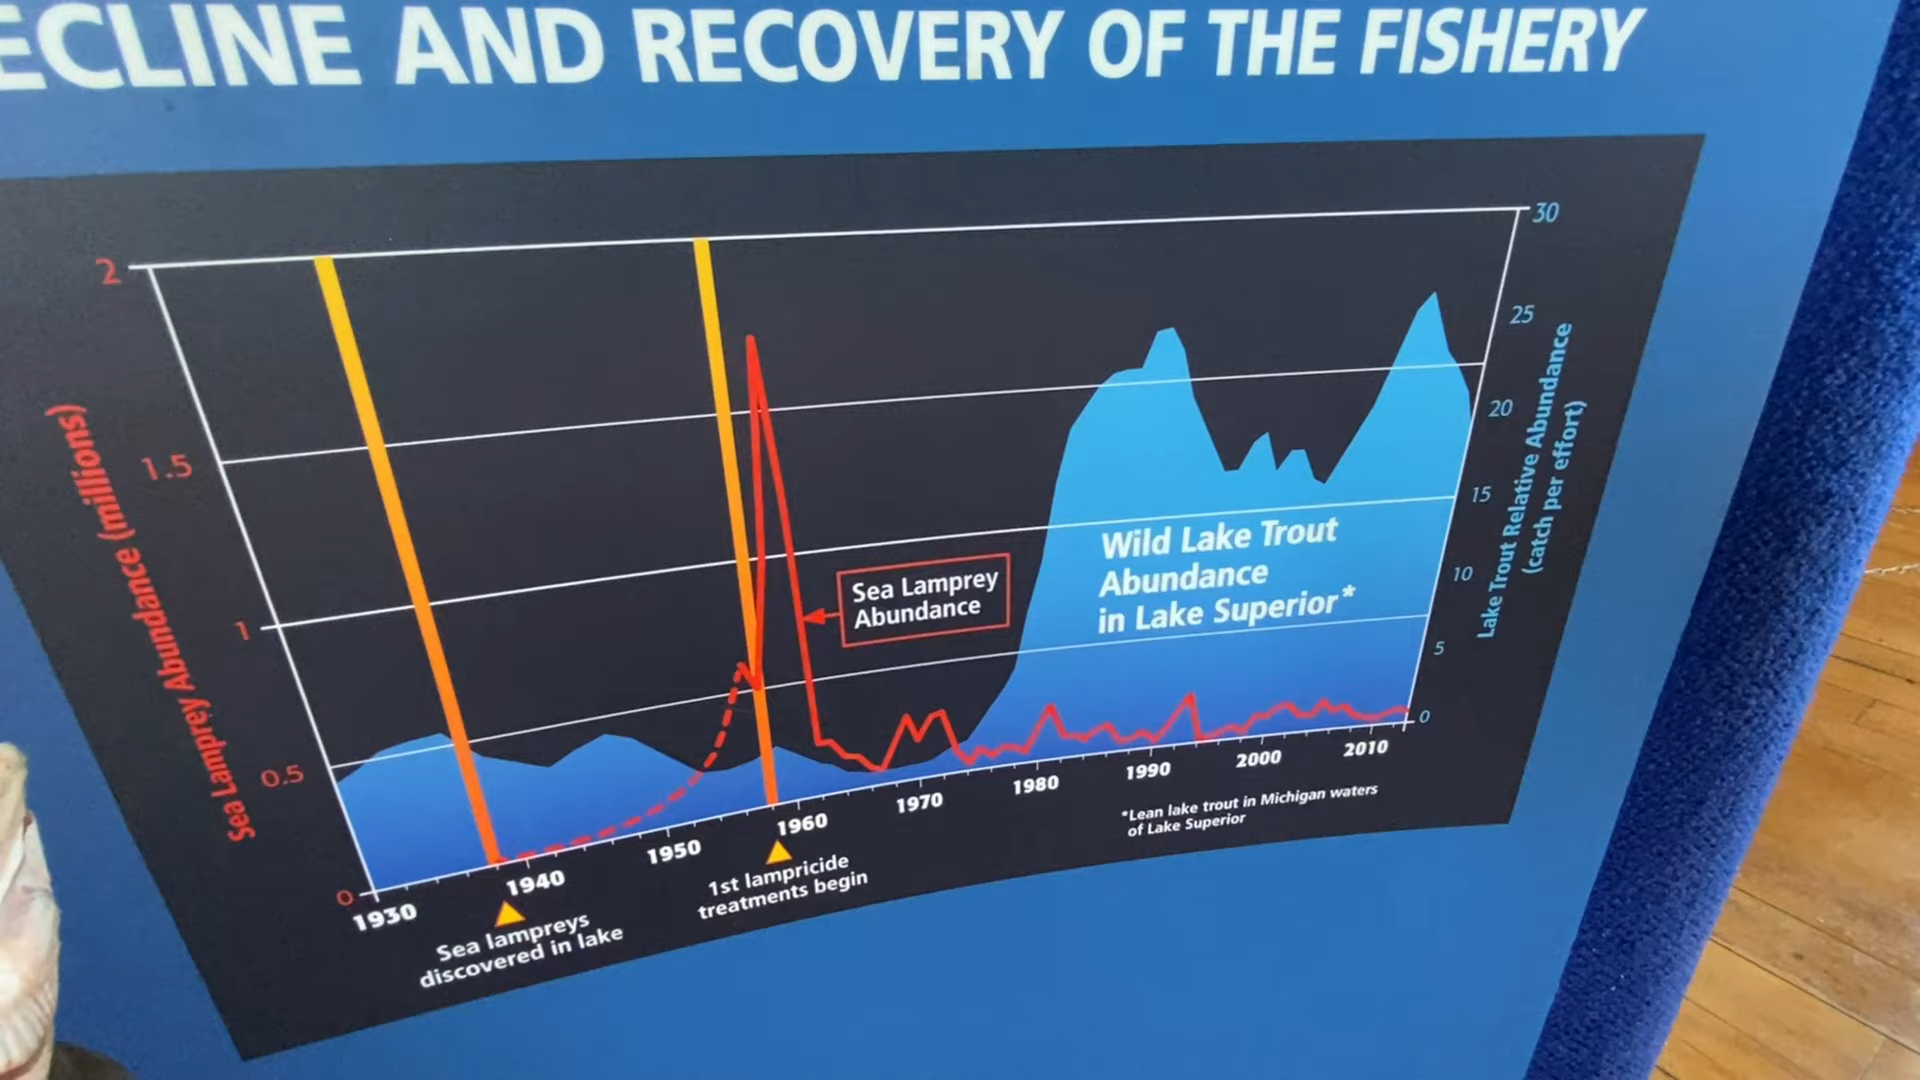 ECLINE AND RECOVERY OF THE FISHERY
2
1.5
1
0.5
0
Sea Lamprey Abundance (millions)
30
25
20
15
10
5
0
Lake Trout Relative Abundance
(catch per effort)
Sea Lamprey
Abundance
Wild Lake Trout
Abundance
in Lake Superior*
1930
1940
1950
1960
1970
1980
1990
2000
2010
Sea lampreys
discovered in lake
1st lampricide
treatments begin
*Lean lake trout in Michigan waters
of Lake Superior